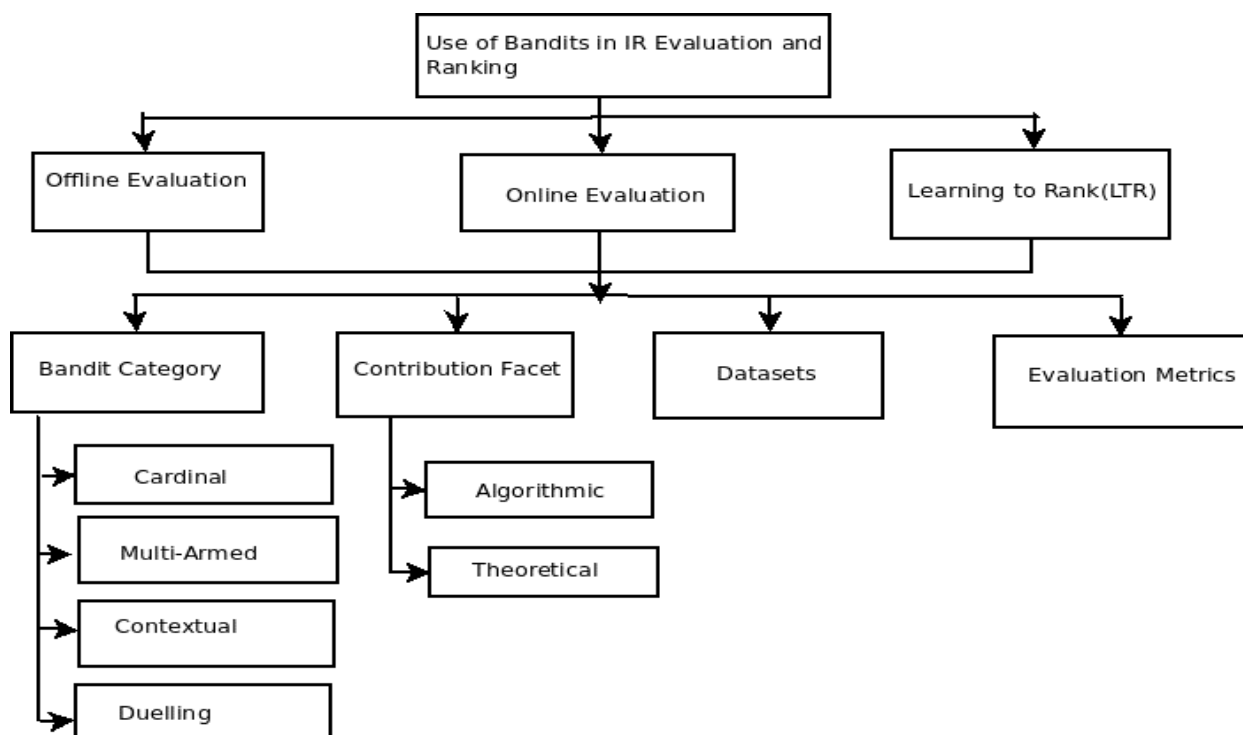 Use of Bandits in IR Evaluation and
Ranking
Offline Evaluation
Online Evaluation
Learning to Rank(LTR)
Bandit Category
Contribution Facet
Datasets
Evaluation Metrics
Cardinal
Multi-Armed
Contextual
Duelling
Algorithmic
Theoretical